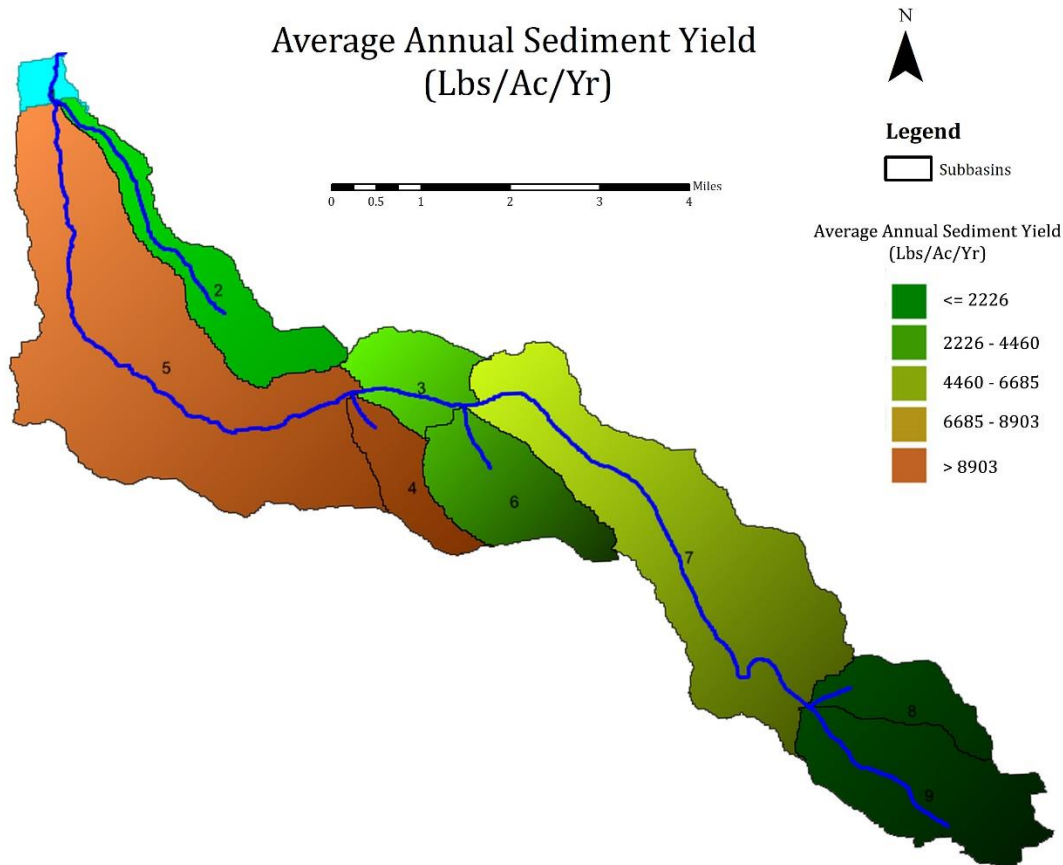 Average Annual Sediment Yield
(Lbs/Ac/Yr)
N
Legend
Subbasins
Miles
0 0.5 1 2 3 4
Average Annual Sediment Yield
(Lbs/Ac/Yr)
<= 2226
2226 - 4460
4460 - 6685
6685 - 8903
> 8903
2
5
3
4
6
7
8
9